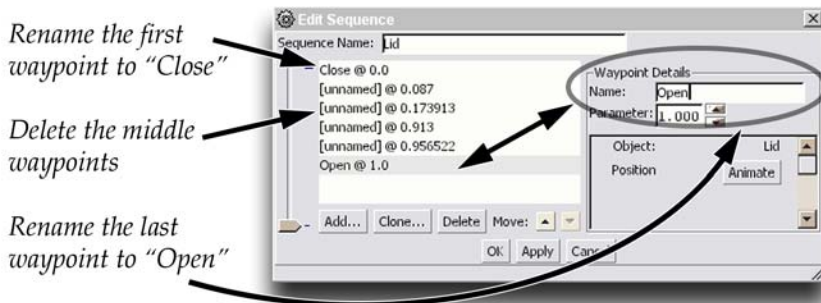 Rename the first
waypoint to “Close”
Delete the middle
waypoints
Rename the last
waypoint to “Open”
Edit Sequence
Sequence Name: Lid
Close @ 0.0
[unnamed] @ 0.087
[unnamed] @ 0.173913
[unnamed] @ 0.913
[unnamed] @ 0.956522
Open @ 1.0
Add... Clone... Delete Move:
Waypoint Details
Name: Open
Parameter: 1.000
Object: Lid
Position Animate
OK Apply Cancel